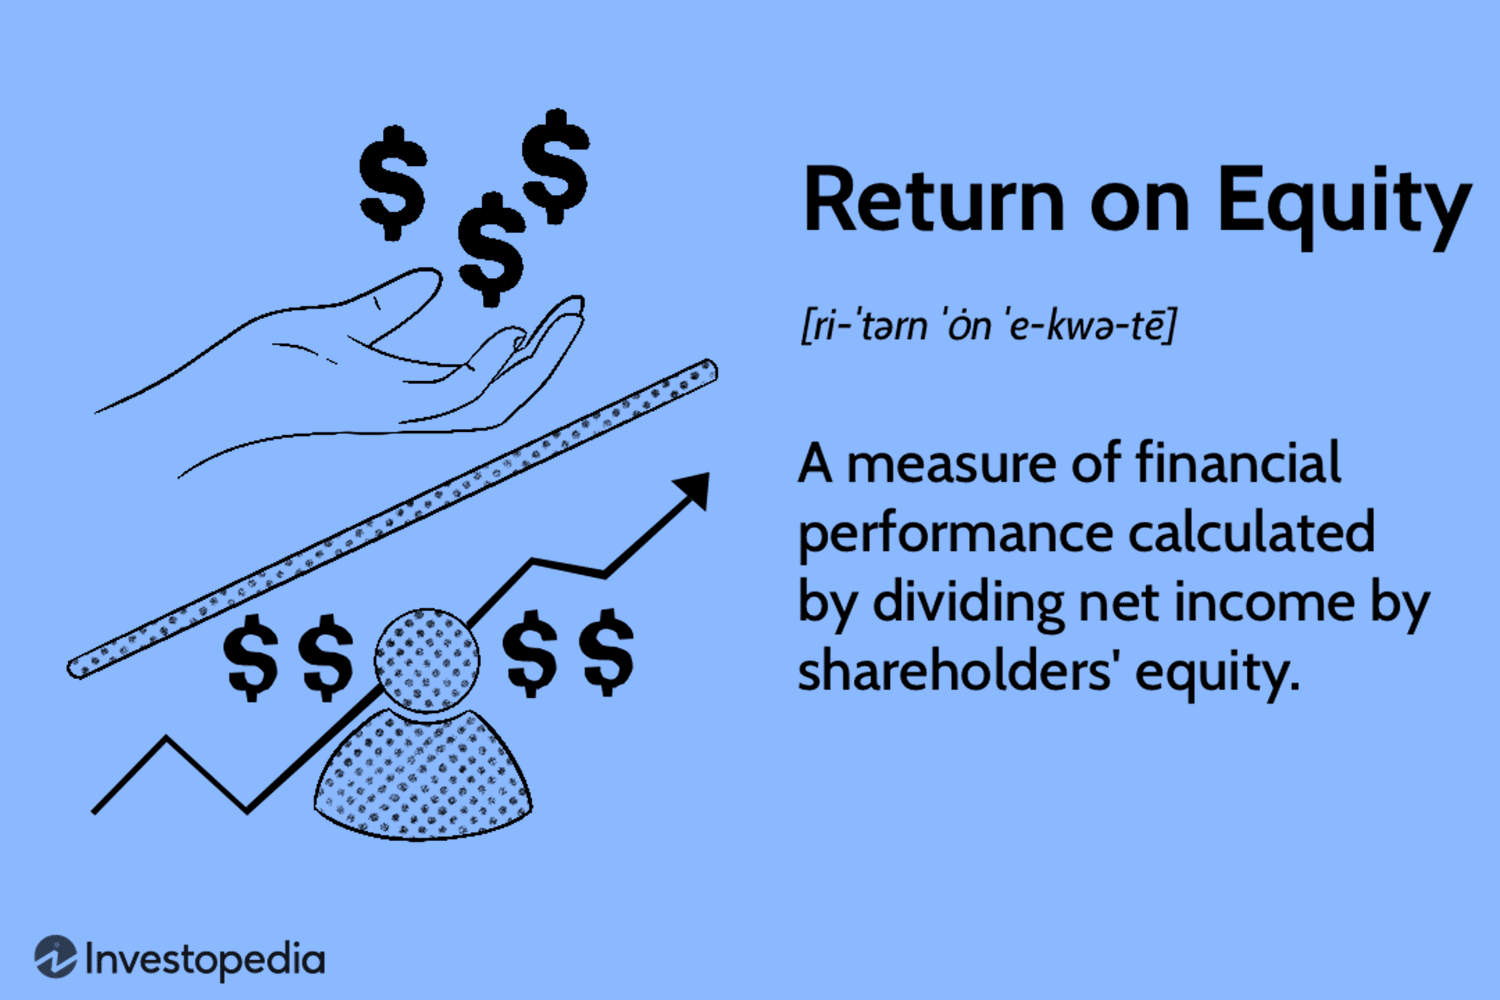 $ $ $
Return on Equity
[ri-ˈtərn ˈȯn ˈe-kwə-tē]
A measure of financial
performance calculated
by dividing net income by
shareholders' equity.
$ $ $ $
Investopedia